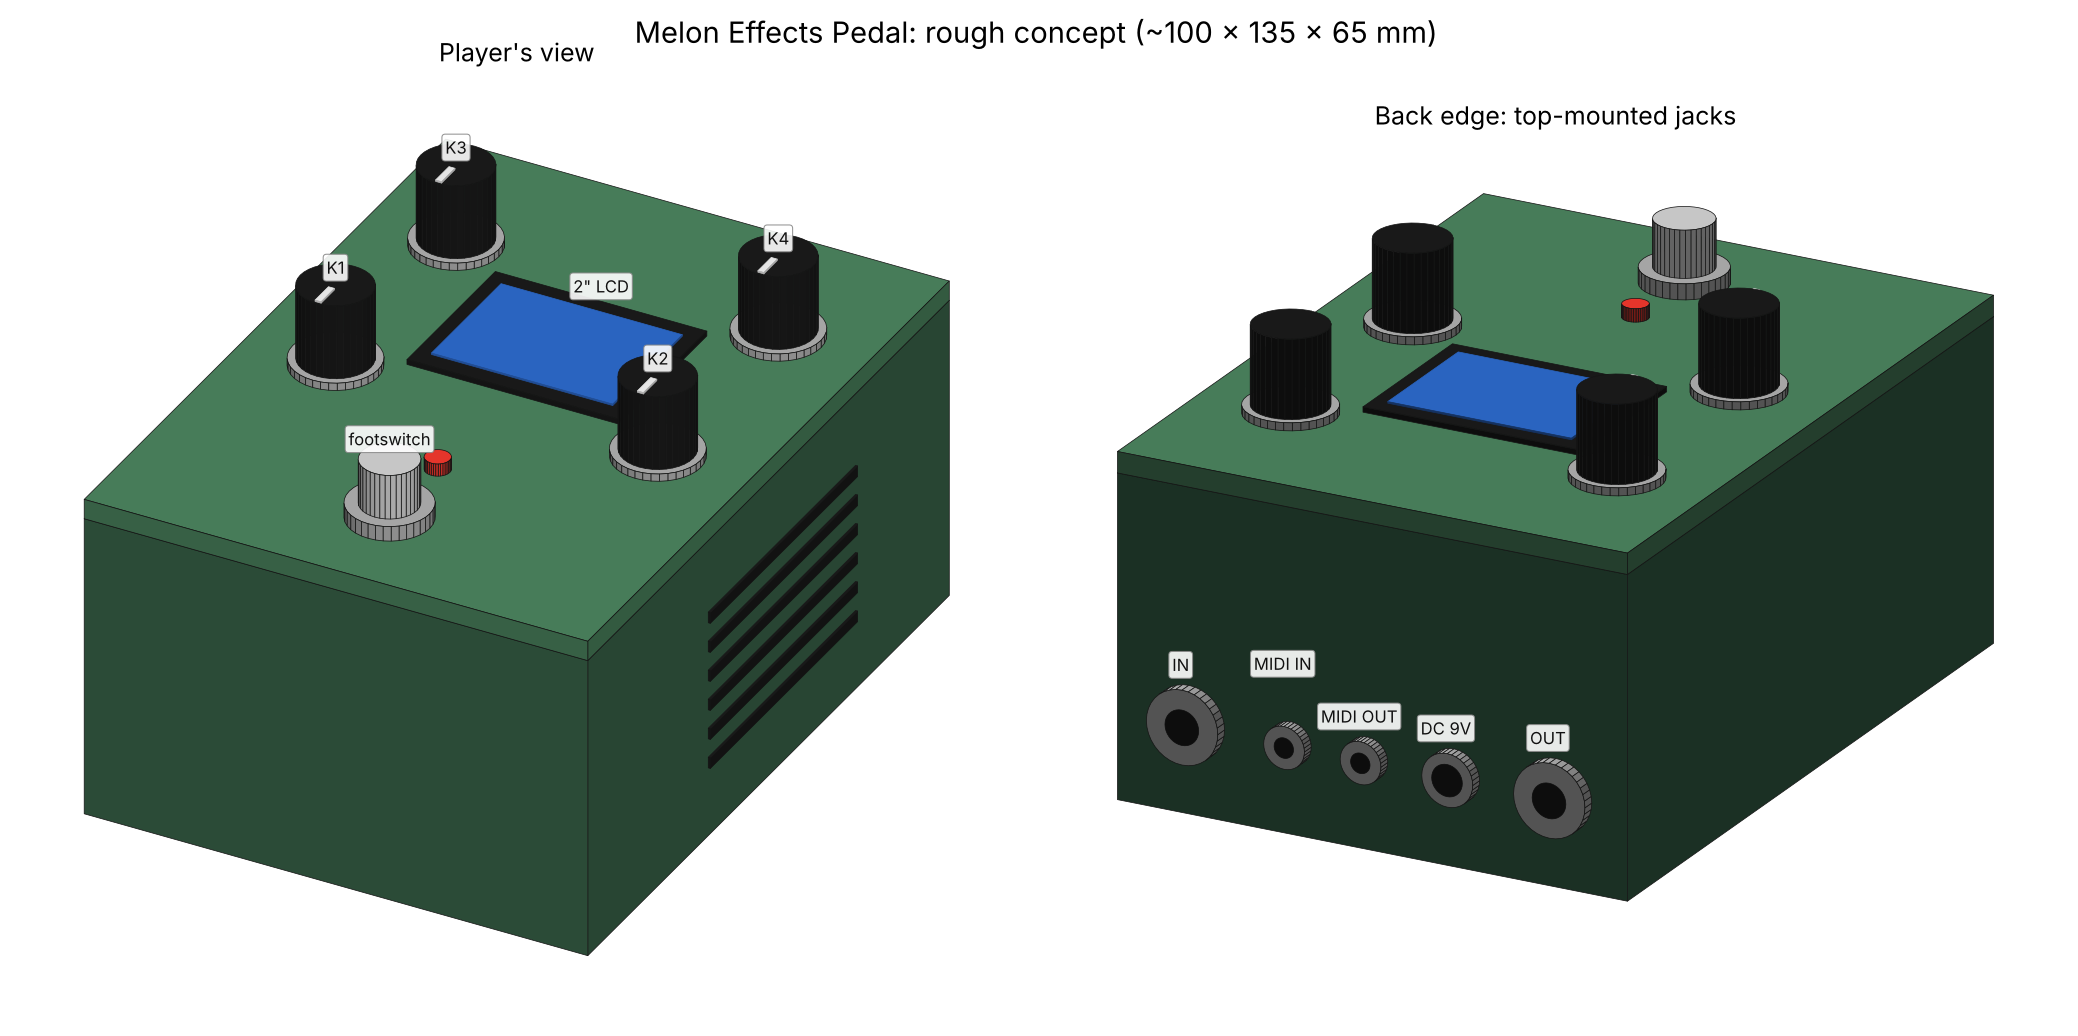 Melon Effects Pedal: rough concept (~100 × 135 × 65 mm)
Player's view
Back edge: top-mounted jacks
K3
K4
K1
2" LCD
K2
footswitch
IN
MIDI IN
MIDI OUT
DC 9V
OUT